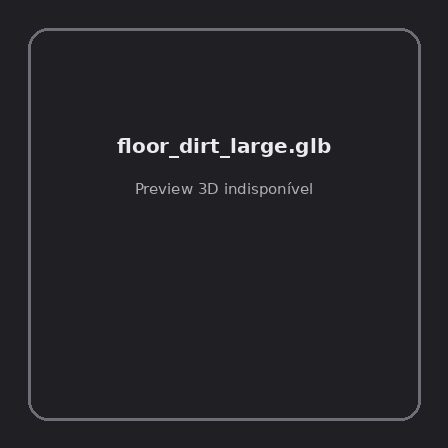 floor_dirt_large.glb
Preview 3D indisponível